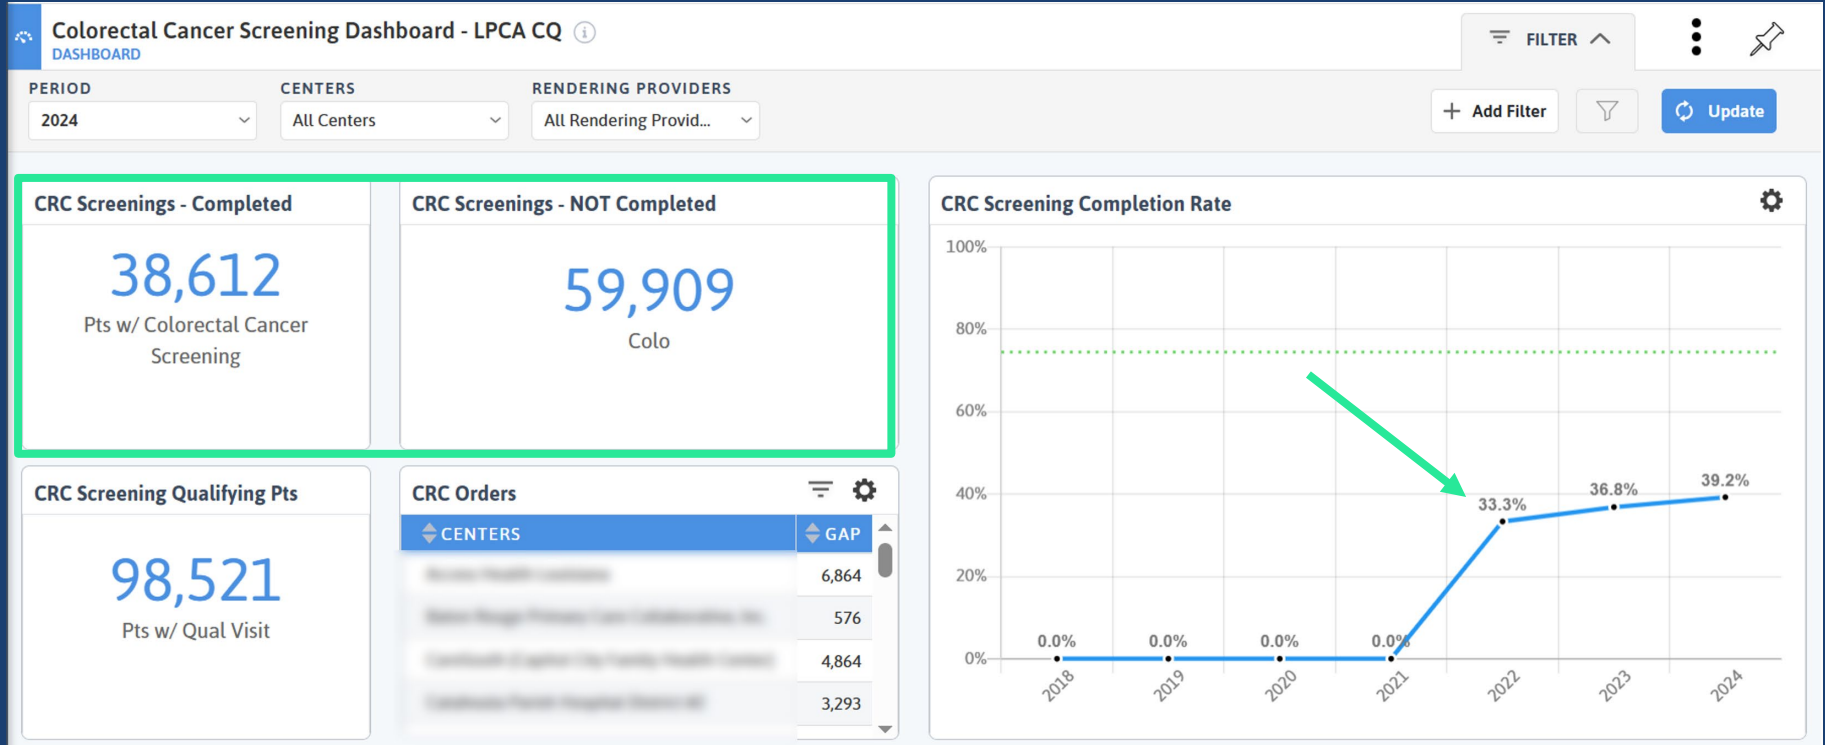 Colorectal Cancer Screening Dashboard - LPCA CQ
DASHBOARD
FILTER
PERIOD
2024
CENTERS
All Centers
RENDERING PROVIDERS
All Rendering Provid...
Add Filter
Update
CRC Screenings - Completed
38,612
Pts w/ Colorectal Cancer
Screening
CRC Screenings - NOT Completed
59,909
Colo
CRC Screening Qualifying Pts
98,521
Pts w/ Qual Visit
CRC Orders
CENTERS GAP
6,864
576
4,864
3,293
CRC Screening Completion Rate
100%
80%
60%
40%
20%
0%
0.0% 0.0% 0.0% 0.0% 33.3% 36.8% 39.2%
2018 2019 2020 2021 2022 2023 2024